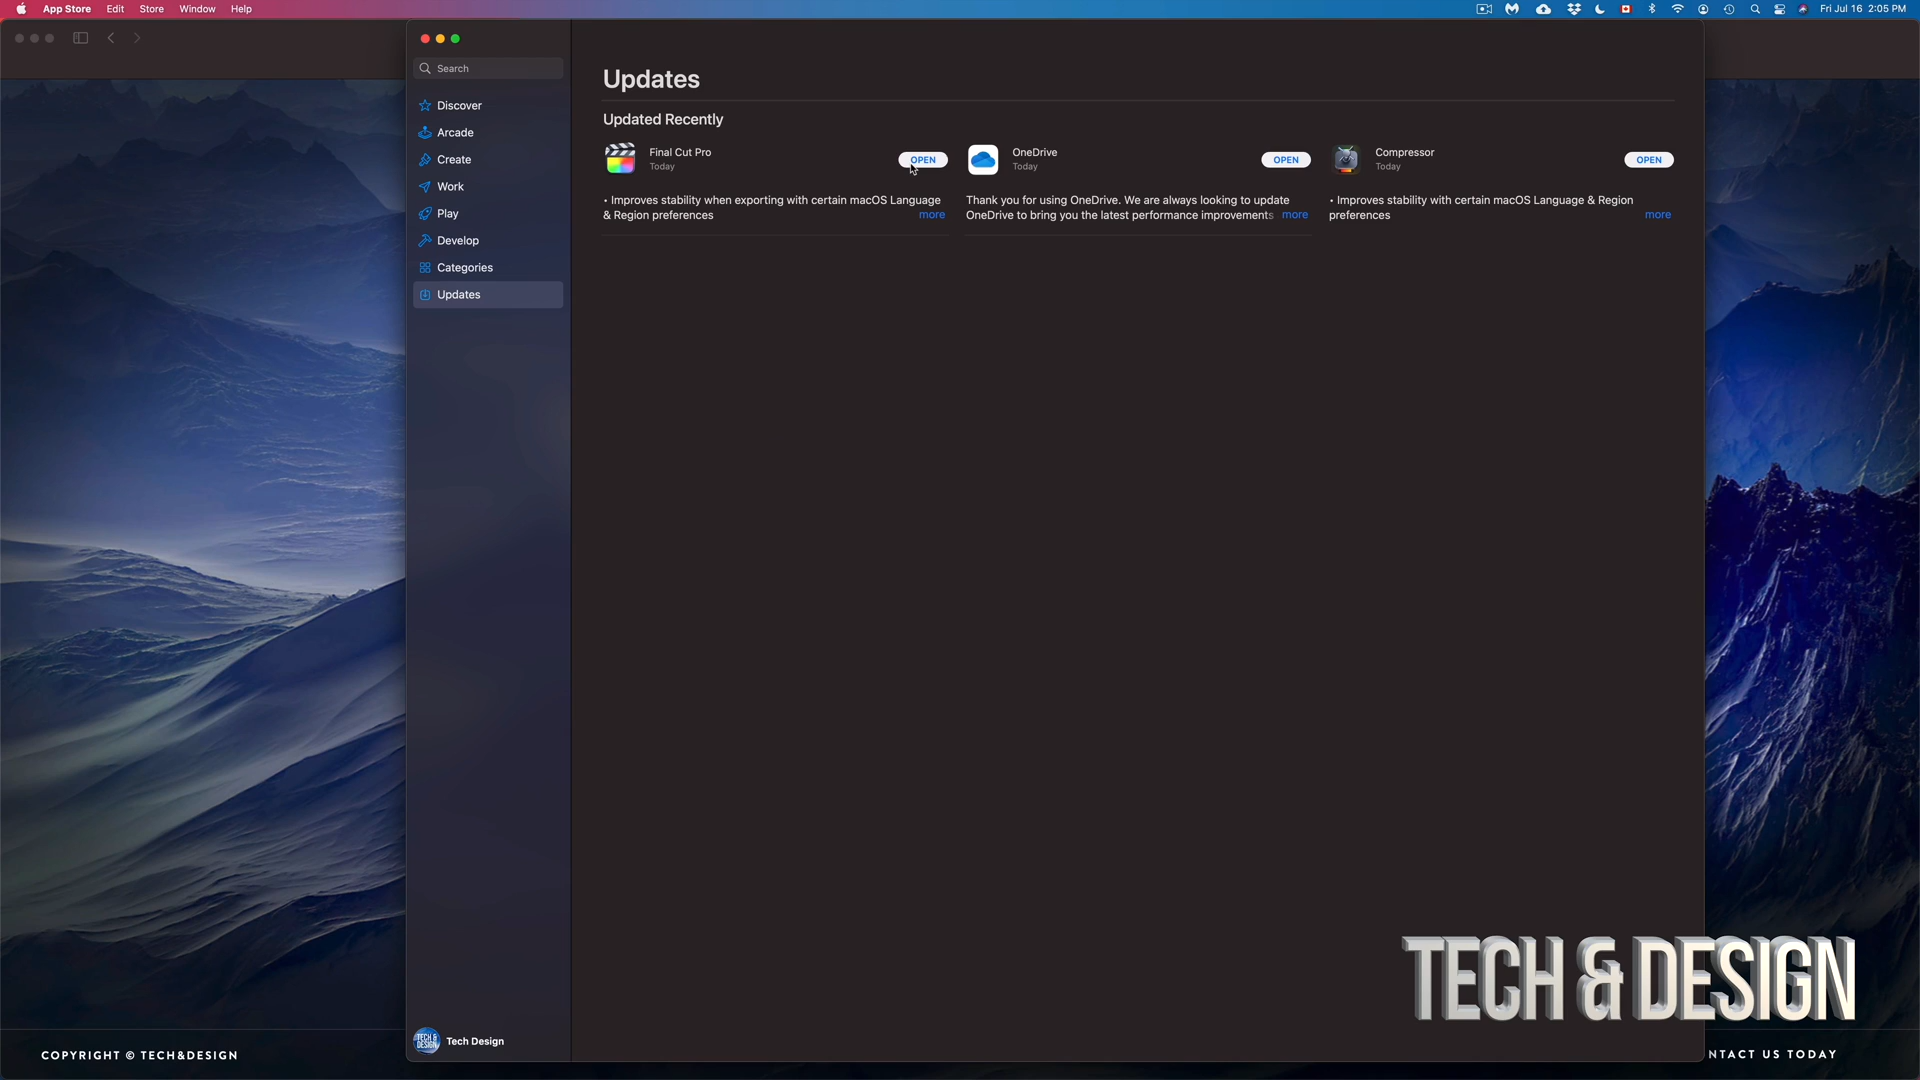 App Store Edit Store Window Help
Fri Jul 16 2:05 PM
Search
Discover
Arcade
Create
Work
Play
Develop
Categories
Updates
Tech Design
Updates
Updated Recently
Final Cut Pro
Today
OPEN
• Improves stability when exporting with certain macOS Language
& Region preferences more
OneDrive
Today
OPEN
Thank you for using OneDrive. We are always looking to update
OneDrive to bring you the latest performance improvements more
Compressor
Today
OPEN
• Improves stability with certain macOS Language & Region
preferences more
TECH & DESIGN
TECH &
DESIGN
COPYRIGHT © TECH&DESIGN
NTACT US TODAY